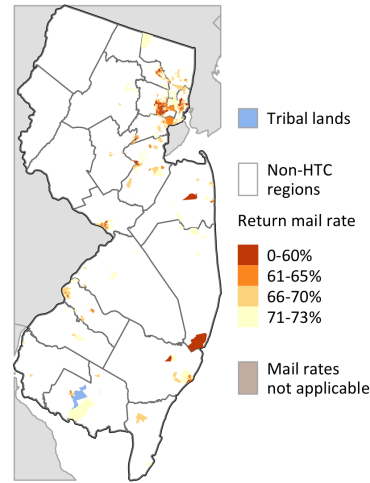 Tribal lands
Non-HTC
regions
Return mail rate
0-60%
61-65%
66-70%
71-73%
Mail rates
not applicable